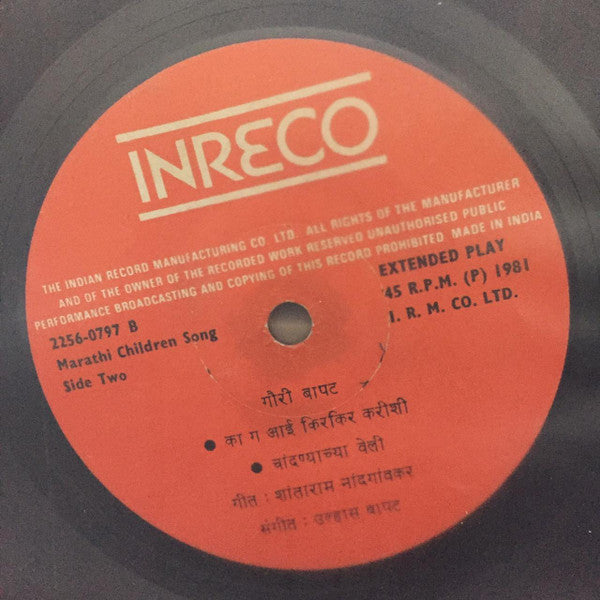 INRECO
THE INDIAN RECORD MANUFACTURING CO LTD. ALL RIGHTS OF THE MANUFACTURER
AND OF THE OWNER OF THE RECORDED WORK RESERVED UNAUTHORISED PUBLIC
PERFORMANCE BROADCASTING AND COPYING OF THIS RECORD PROHIBITED. MADE IN INDIA
2256-0797 B
Marathi Children Song
Side Two
EXTENDED PLAY
45 R.P.M. (P) 1981
I. R. M. CO. LTD.
गौरी बापट
● का ग आई किरकिर करीशी
● चांदण्याच्या वेली
गीत : शांताराम नांदगांवकर
संगीत : उल्हास बापट